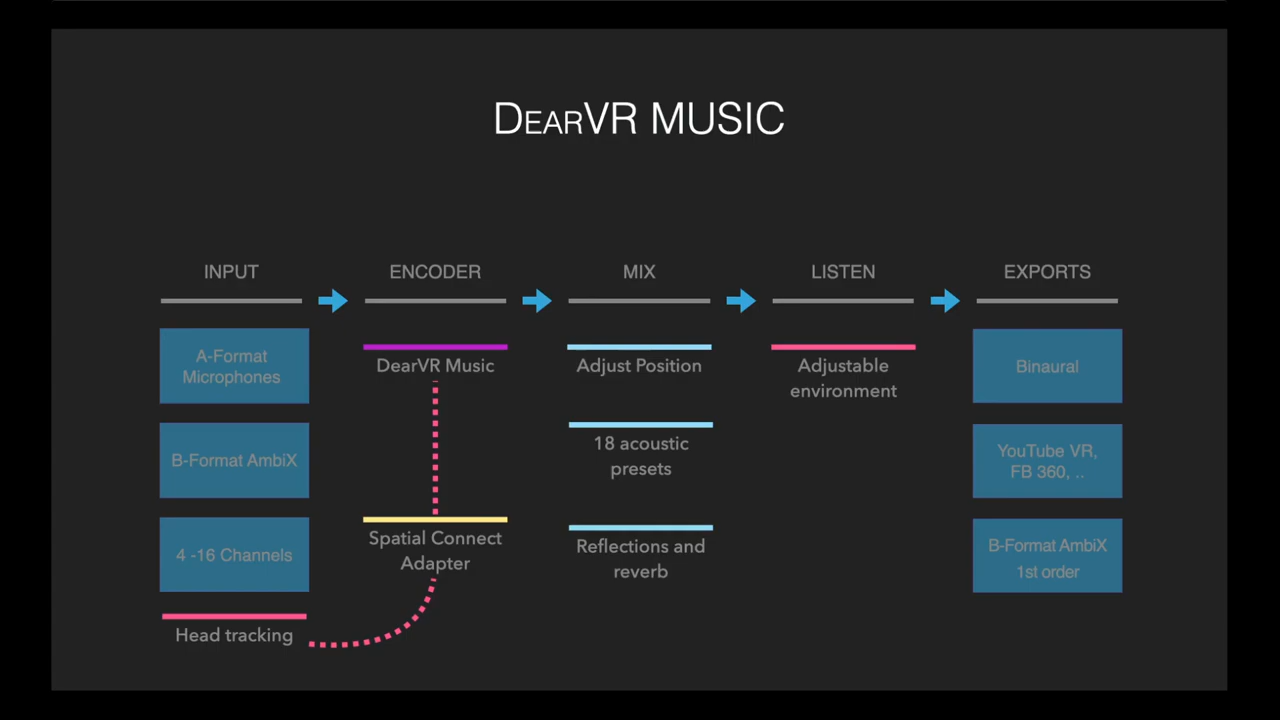 DearVR MUSIC
INPUT
ENCODER
MIX
LISTEN
EXPORTS
A-Format
Microphones
B-Format AmbiX
4 -16 Channels
Head tracking
DearVR Music
Spatial Connect
Adapter
Adjust Position
18 acoustic
presets
Reflections and
reverb
Adjustable
environment
Binaural
YouTube VR,
FB 360, ..
B-Format AmbiX
1st order